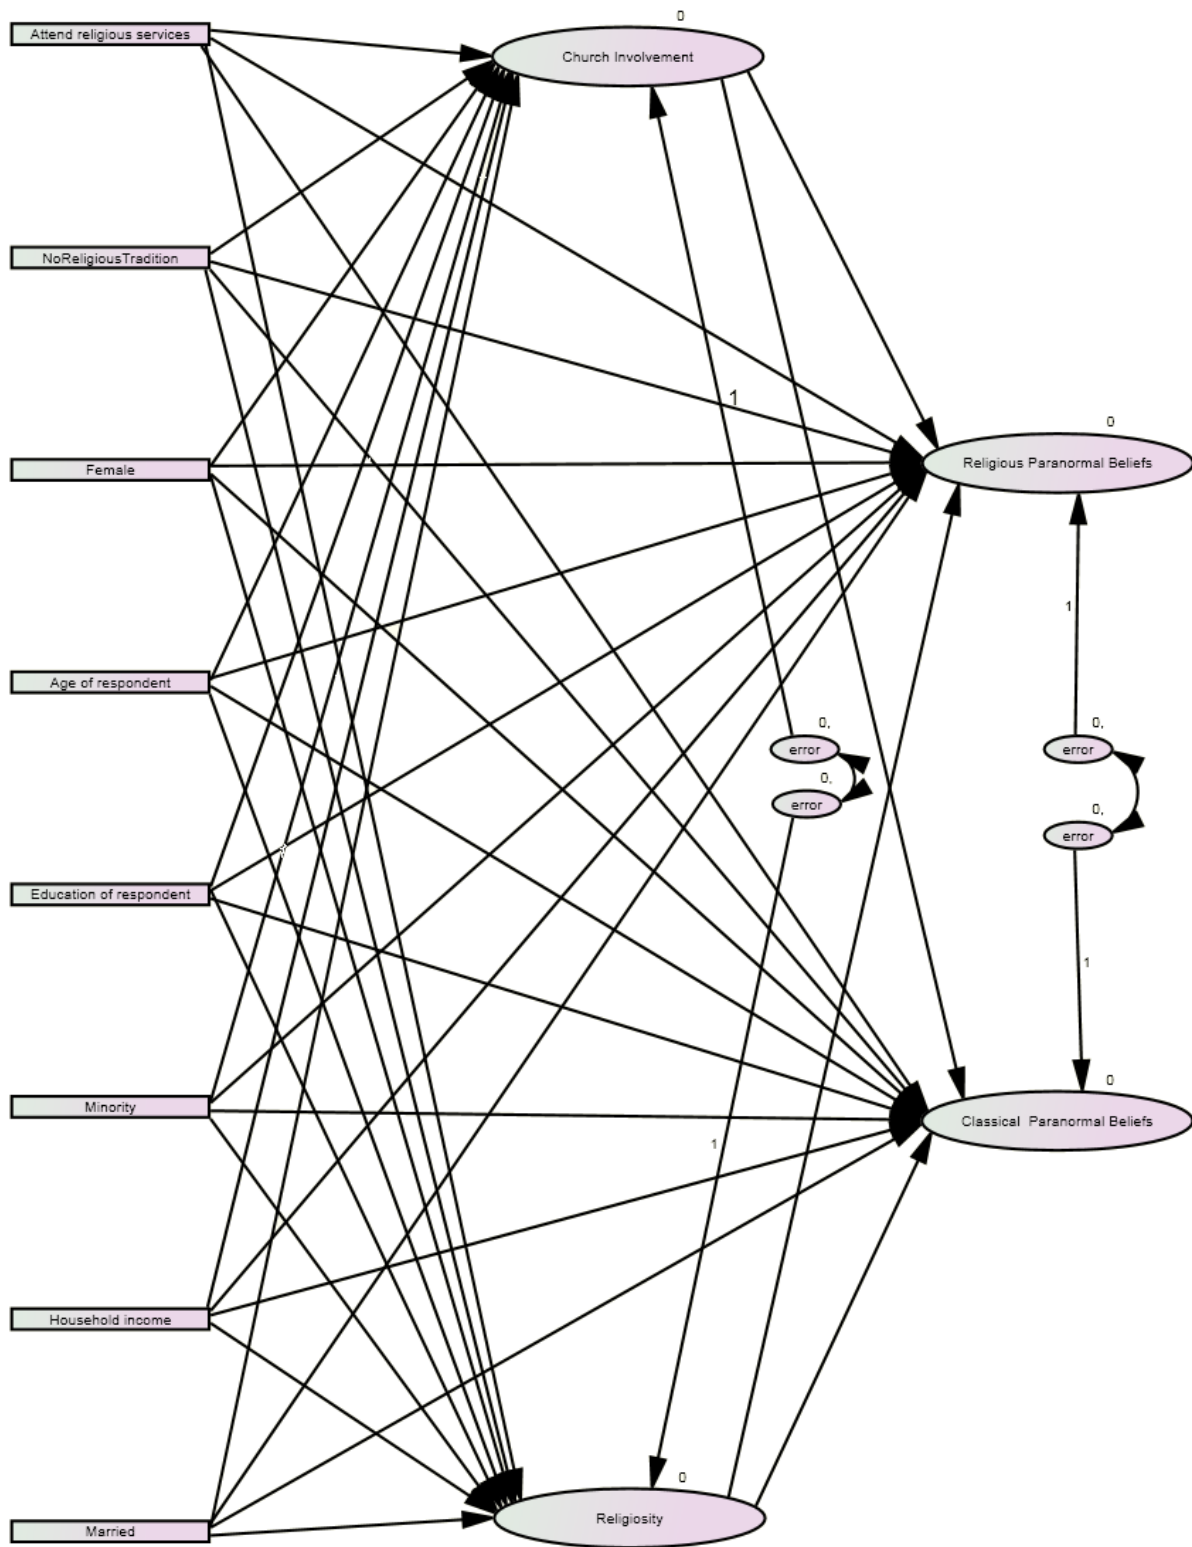 0
Attend religious services
Church Involvement
NoReligiousTradition
1
0
Female
Religious Paranormal Beliefs
1
Age of respondent
0,
0,
error
error
0,
error
0,
error
Education of respondent
1
0
Minority
Classical  Paranormal Beliefs
1
Household income
0
Religiosity
Married